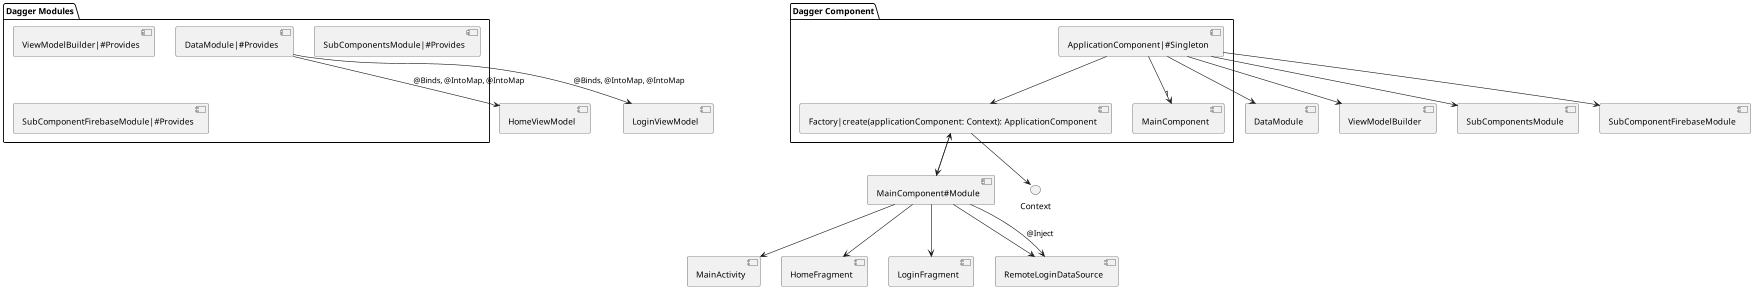 Dagger Modules
ViewModelBuilder|#Provides
DataModule|#Provides
SubComponentsModule|#Provides
SubComponentFirebaseModule|#Provides
@Binds, @IntoMap, @IntoMap
@Binds, @IntoMap, @IntoMap
HomeViewModel
LoginViewModel
Dagger Component
ApplicationComponent|#Singleton
1
Factory|create(applicationComponent: Context): ApplicationComponent
MainComponent
DataModule
ViewModelBuilder
SubComponentsModule
SubComponentFirebaseModule
MainComponent#Module
Context
@Inject
MainActivity
HomeFragment
LoginFragment
RemoteLoginDataSource